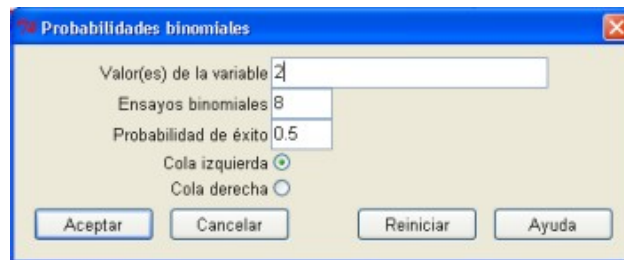 Probabilidades binomiales
Valor(es) de la variable 2
Ensayos binomiales 8
Probabilidad de éxito 0.5
Cola izquierda
Cola derecha
Aceptar Cancelar Reiniciar Ayuda